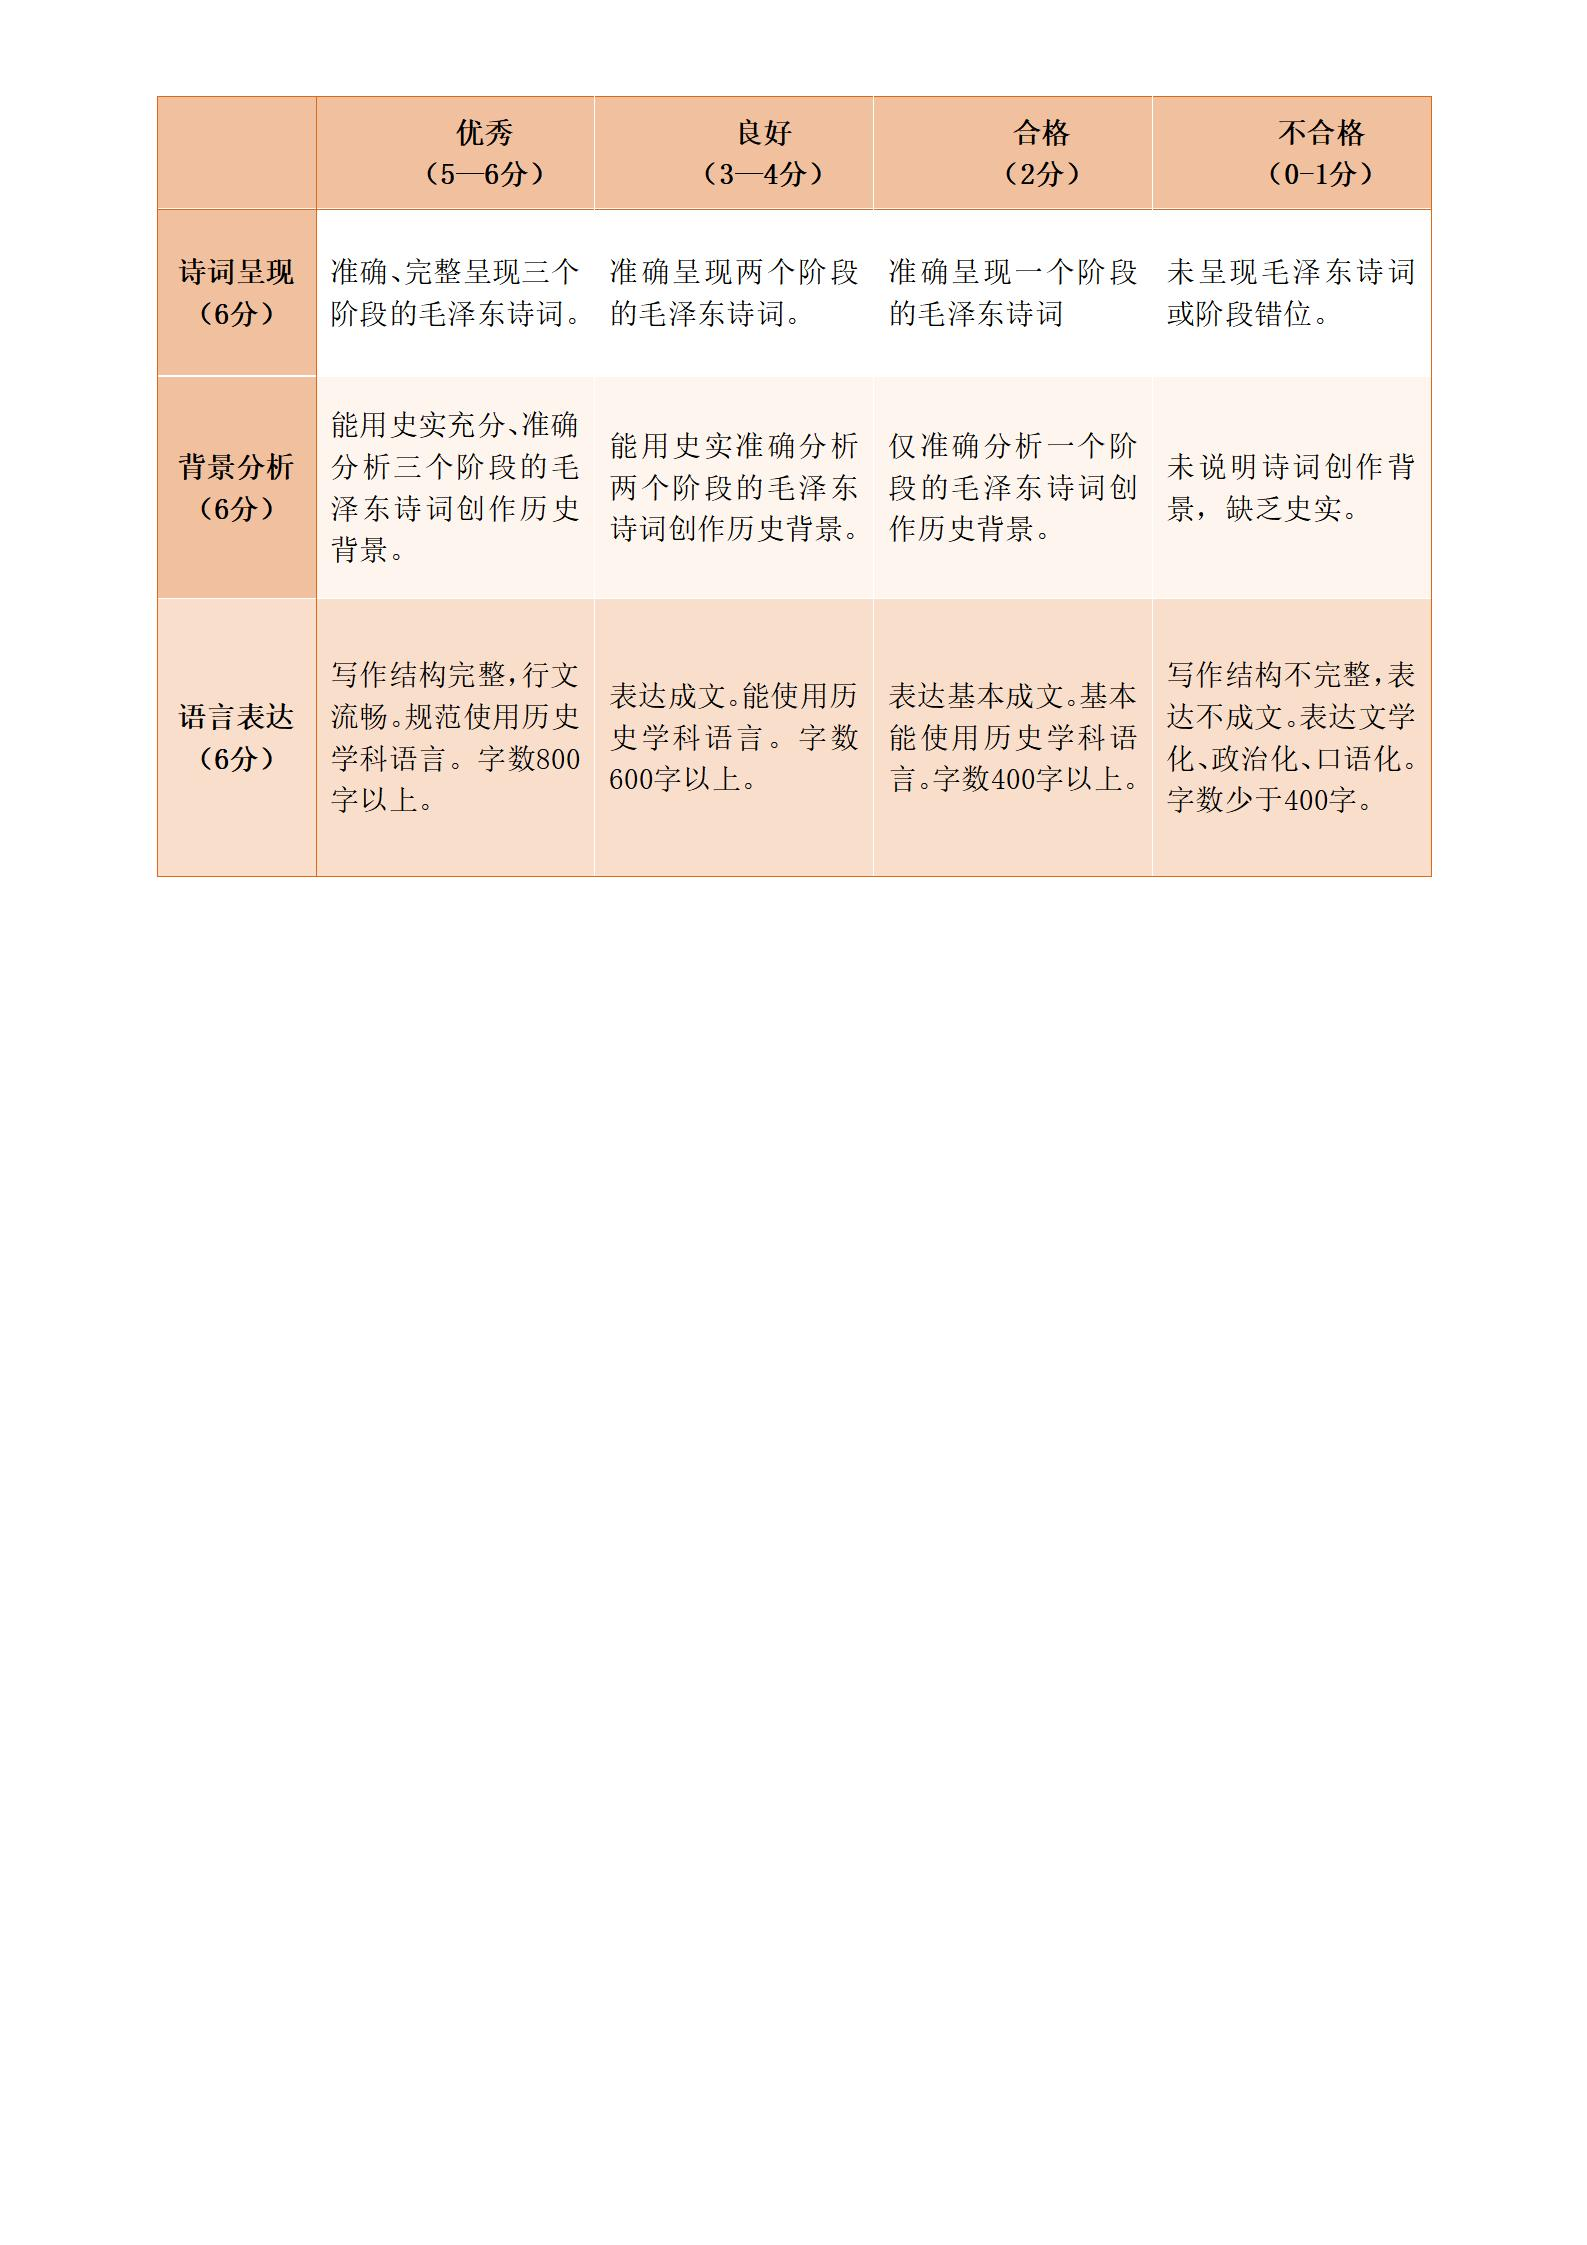 优秀
（5—6分）
良好
（3—4分）
合格
（2分）
不合格
（0-1分）
诗词呈现
（6分）
准确、完整呈现三个
阶段的毛泽东诗词。
准确呈现两个阶段
的毛泽东诗词。
准确呈现一个阶段
的毛泽东诗词
未呈现毛泽东诗词
或阶段错位。
背景分析
（6分）
能用史实充分、准确
分析三个阶段的毛
泽东诗词创作历史
背景。
能用史实准确分析
两个阶段的毛泽东
诗词创作历史背景。
仅准确分析一个阶
段的毛泽东诗词创
作历史背景。
未说明诗词创作背
景，缺乏史实。
语言表达
（6分）
写作结构完整，行文
流畅。规范使用历史
学科语言。字数800
字以上。
表达成文。能使用历
史学科语言。字数
600字以上。
表达基本成文。基本
能使用历史学科语
言。字数400字以上。
写作结构不完整，表
达不成文。表达文学
化、政治化、口语化。
字数少于400字。